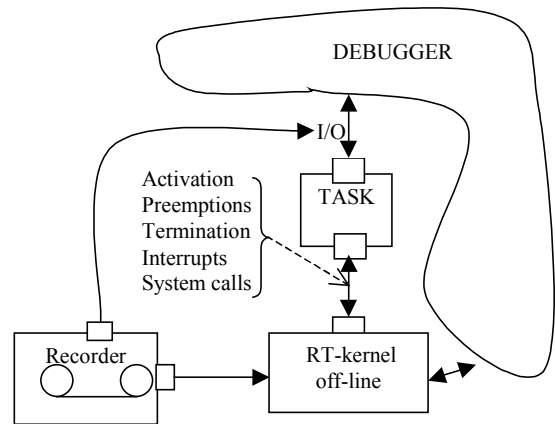 DEBUGGER
I/O
TASK
Activation
Preemptions
Termination
Interrupts
System calls
Recorder
RT-kernel
off-line